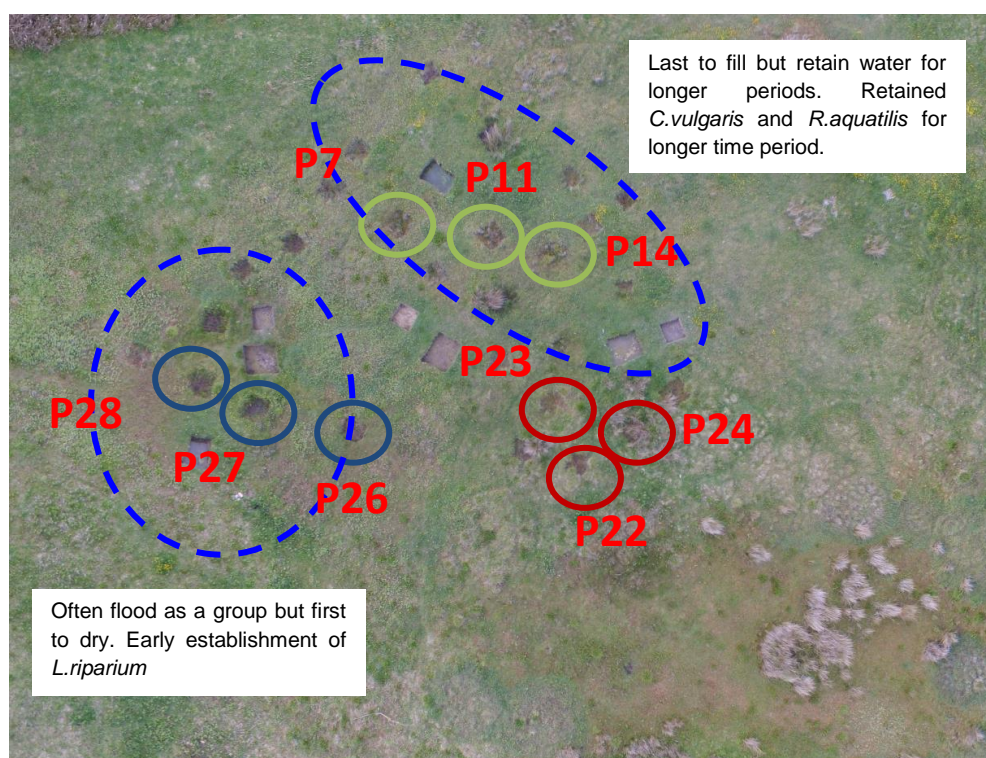 Last to fill but retain water for
longer periods. Retained
C.vulgaris and R.aquatilis for
longer time period.
P7
P11
P14
P23
P28
P24
P27
P26
P22
Often flood as a group but first
to dry. Early establishment of
L.riparium